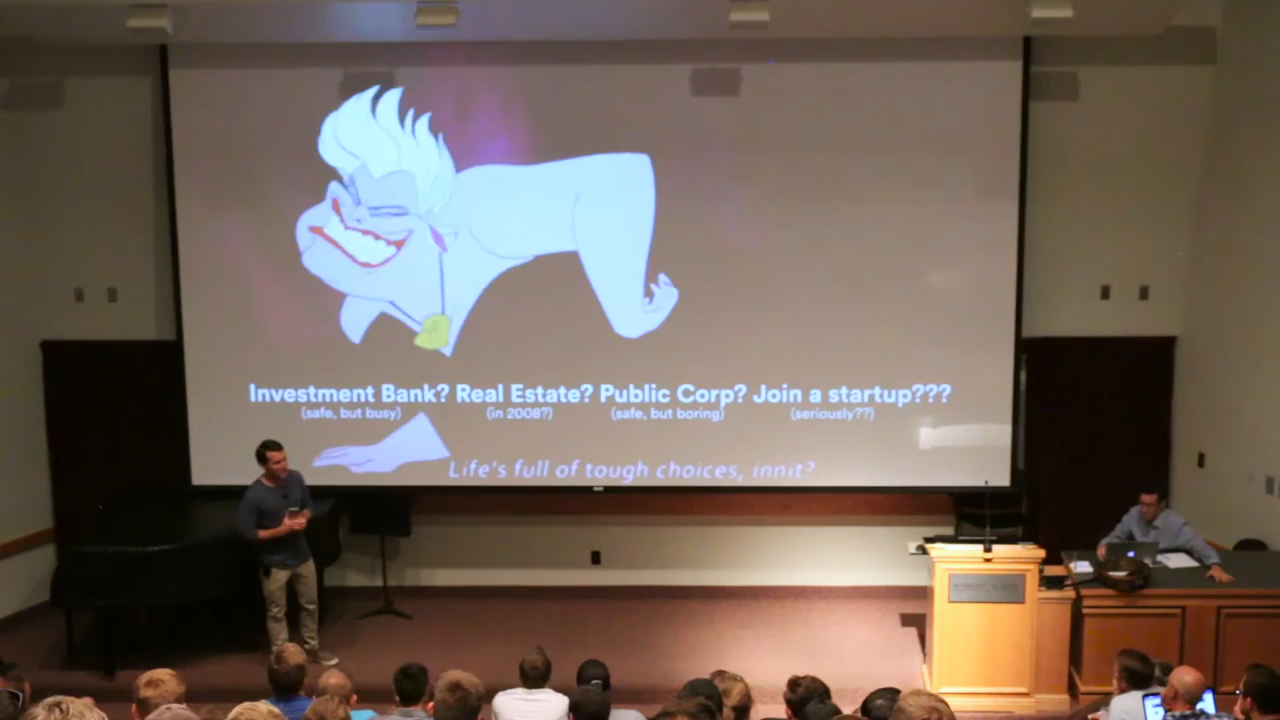 Investment Bank? Real Estate? Public Corp? Join a startup???
(safe, but busy) (in 2008?) (safe, but boring) (seriously??)
Life's full of tough choices, innit?